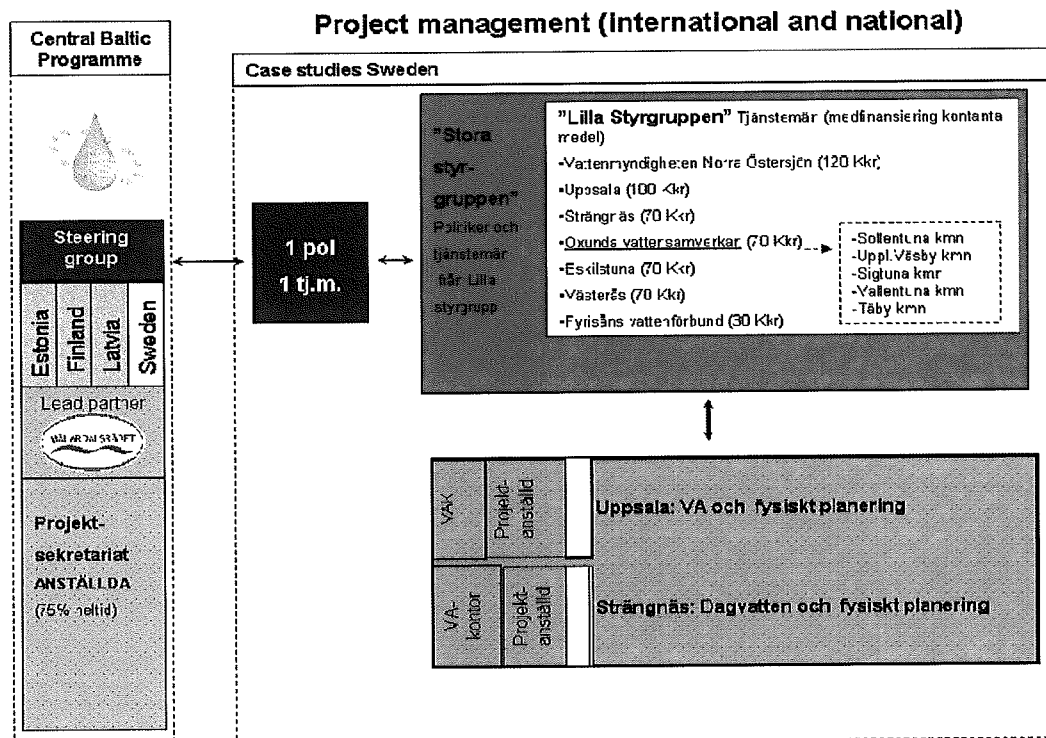 Project management (international and national)
Central Baltic
Programme
Steering
group
Estonia
Finland
Latvia
Sweden
Lead partner
MÄLARDALSRÅDET
Projekt-
sekretariat
ANSTÄLLDA
(75% heltid)
Case studies Sweden
1 pol
1 tj.m.
"Stora
styr-
gruppen"
Politiker och
tjänstemän
från Lilla
styrgrupp
"Lilla Styrgruppen" Tjänstemän (medfinansiering kontanta
medel)
-Vattenmyndigheten Norra Östersjön (120 Kkr)
-Uppsala (100 Kkr)
-Strängnäs (70 Kkr)
-Oxunds vattensamverkar (70 Kkr)
-Eskilstuna (70 Kkr)
-Västerås (70 Kkr)
-Fyrisåns vattenförbund (30 Kkr)
-Sollentuna kmn
-Uppl.Väsby kmn
-Sigtuna kmn
-Vallentuna kmn
-Täby kmn
VAK
Projekt-
anställd
Uppsala: VA och fysiskt planering
VA-
kontor
Projekt-
anställd
Strängnäs: Dagvatten och fysiskt planering